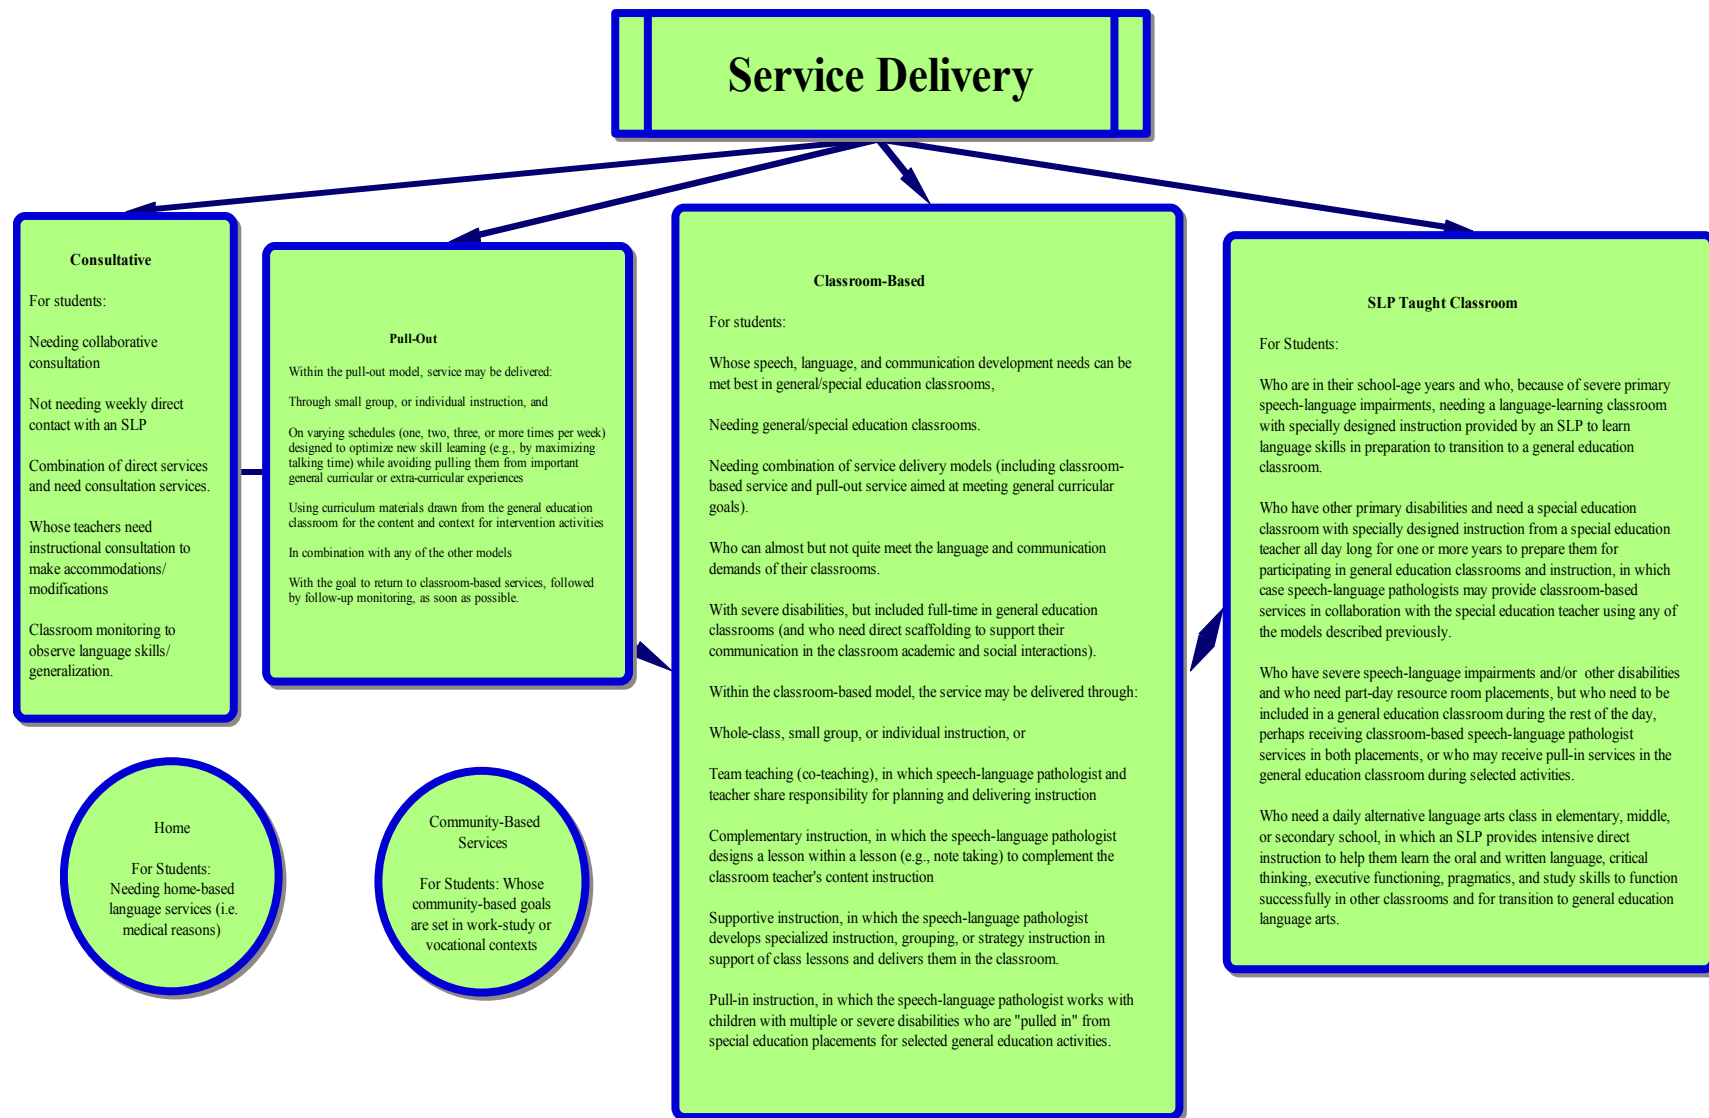 Service Delivery
Consultative
For students:
Needing collaborative
consultation
Not needing weekly direct
contact with an SLP
Combination of direct services
and need consultation services.
Whose teachers need
instructional consultation to
make accommodations/
modifications
Classroom monitoring to
observe language skills/
generalization.
Pull-Out
Within the pull-out model, service may be delivered:
Through small group, or individual instruction, and
On varying schedules (one, two, three, or more times per week)
designed to optimize new skill learning (e.g., by maximizing
talking time) while avoiding pulling them from important
general curricular or extra-curricular experiences
Using curriculum materials drawn from the general education
classroom for the content and context for intervention activities
In combination with any of the other models
With the goal to return to classroom-based services, followed
by follow-up monitoring, as soon as possible.
Classroom-Based
For students:
Whose speech, language, and communication development needs can be
met best in general/special education classrooms,
Needing general/special education classrooms.
Needing combination of service delivery models (including classroom-
based service and pull-out service aimed at meeting general curricular
goals).
Who can almost but not quite meet the language and communication
demands of their classrooms.
With severe disabilities, but included full-time in general education
classrooms (and who need direct scaffolding to support their
communication in the classroom academic and social interactions).
Within the classroom-based model, the service may be delivered through:
Whole-class, small group, or individual instruction, or
Team teaching (co-teaching), in which speech-language pathologist and
teacher share responsibility for planning and delivering instruction
Complementary instruction, in which the speech-language pathologist
designs a lesson within a lesson (e.g., note taking) to complement the
classroom teacher's content instruction
Supportive instruction, in which the speech-language pathologist
develops specialized instruction, grouping, or strategy instruction in
support of class lessons and delivers them in the classroom.
Pull-in instruction, in which the speech-language pathologist works with
children with multiple or severe disabilities who are "pulled in" from
special education placements for selected general education activities.
SLP Taught Classroom
For Students:
Who are in their school-age years and who, because of severe primary
speech-language impairments, needing a language-learning classroom
with specially designed instruction provided by an SLP to learn
language skills in preparation to transition to a general education
classroom.
Who have other primary disabilities and need a special education
classroom with specially designed instruction from a special education
teacher all day long for one or more years to prepare them for
participating in general education classrooms and instruction, in which
case speech-language pathologists may provide classroom-based
services in collaboration with the special education teacher using any of
the models described previously.
Who have severe speech-language impairments and/or other disabilities
and who need part-day resource room placements, but who need to be
included in a general education classroom during the rest of the day,
perhaps receiving classroom-based speech-language pathologist
services in both placements, or who may receive pull-in services in the
general education classroom during selected activities.
Who need a daily alternative language arts class in elementary, middle,
or secondary school, in which an SLP provides intensive direct
instruction to help them learn the oral and written language, critical
thinking, executive functioning, pragmatics, and study skills to function
successfully in other classrooms and for transition to general education
language arts.
Home
For Students:
Needing home-based
language services (i.e.
medical reasons)
Community-Based
Services
For Students: Whose
community-based goals
are set in work-study or
vocational contexts